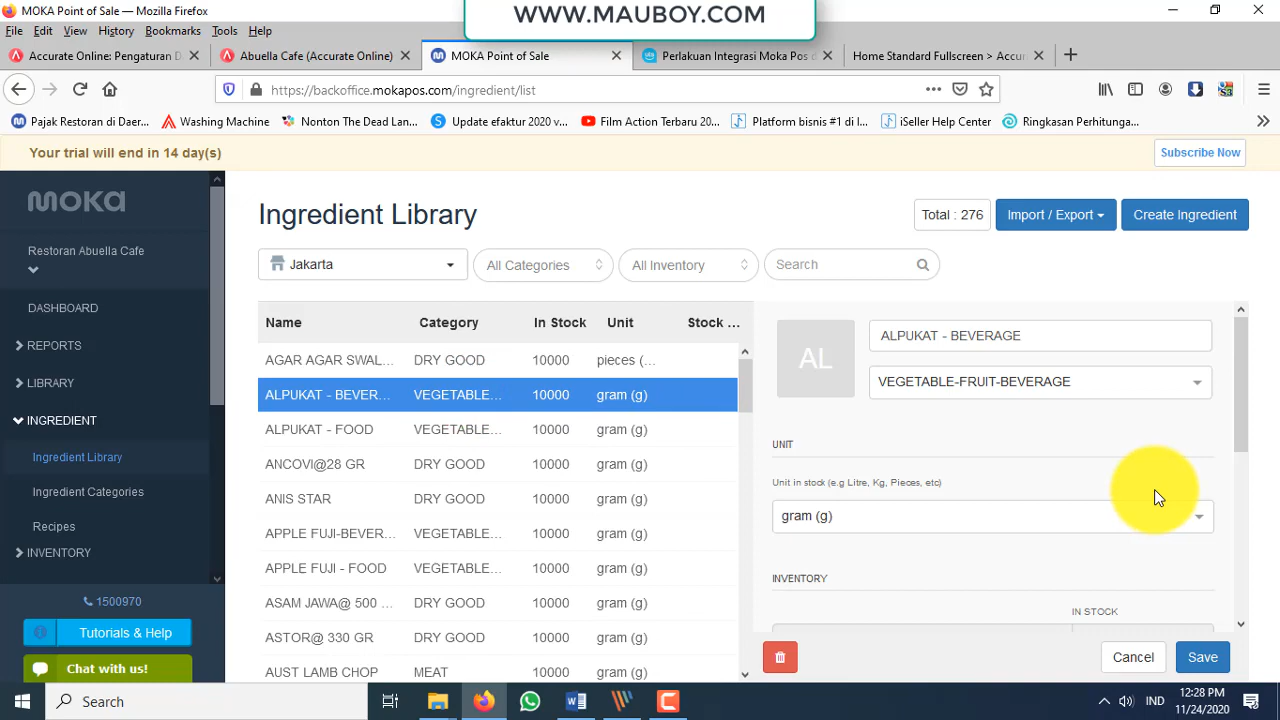 MOKA Point of Sale - Mozilla Firefox
WWW.MAUBOY.COM
File Edit View History Bookmarks Tools Help
Accurate Online: Pengaturan D
Abuella Cafe (Accurate Online)
MOKA Point of Sale
Perlakuan Integrasi Moka Pos d
Home Standard Fullscreen > Accur
https://backoffice.mokapos.com/ingredient/list
Pajak Restoran di Daer...
Washing Machine
Nonton The Dead Lan...
Update efaktur 2020 v...
Film Action Terbaru 20...
Platform bisnis #1 di I...
iSeller Help Center
Ringkasan Perhitunga...
Your trial will end in 14 day(s)
Subscribe Now
MOKA
Restoran Abuella Cafe
DASHBOARD
REPORTS
LIBRARY
INGREDIENT
Ingredient Library
Ingredient Categories
Recipes
INVENTORY
1500970
Tutorials & Help
Chat with us!
Ingredient Library
Total : 276
Import / Export
Create Ingredient
Jakarta
All Categories
All Inventory
Search
Name Category In Stock Unit Stock ...
AGAR AGAR SWAL... DRY GOOD 10000 pieces (...
ALPUKAT - BEVER... VEGETABLE... 10000 gram (g)
ALPUKAT - FOOD VEGETABLE... 10000 gram (g)
ANCOVI@28 GR DRY GOOD 10000 gram (g)
ANIS STAR DRY GOOD 10000 gram (g)
APPLE FUJI-BEVER... VEGETABLE... 10000 gram (g)
APPLE FUJI - FOOD VEGETABLE... 10000 gram (g)
ASAM JAWA@ 500 ... DRY GOOD 10000 gram (g)
ASTOR@ 330 GR DRY GOOD 10000 gram (g)
AUST LAMB CHOP MEAT 10000 gram (g)
AL
ALPUKAT - BEVERAGE
VEGETABLE-FRUIT-BEVERAGE
UNIT
Unit in stock (e.g Litre, Kg, Pieces, etc)
gram (g)
INVENTORY
IN STOCK
Cancel
Save
Search
IND
12:28 PM
11/24/2020